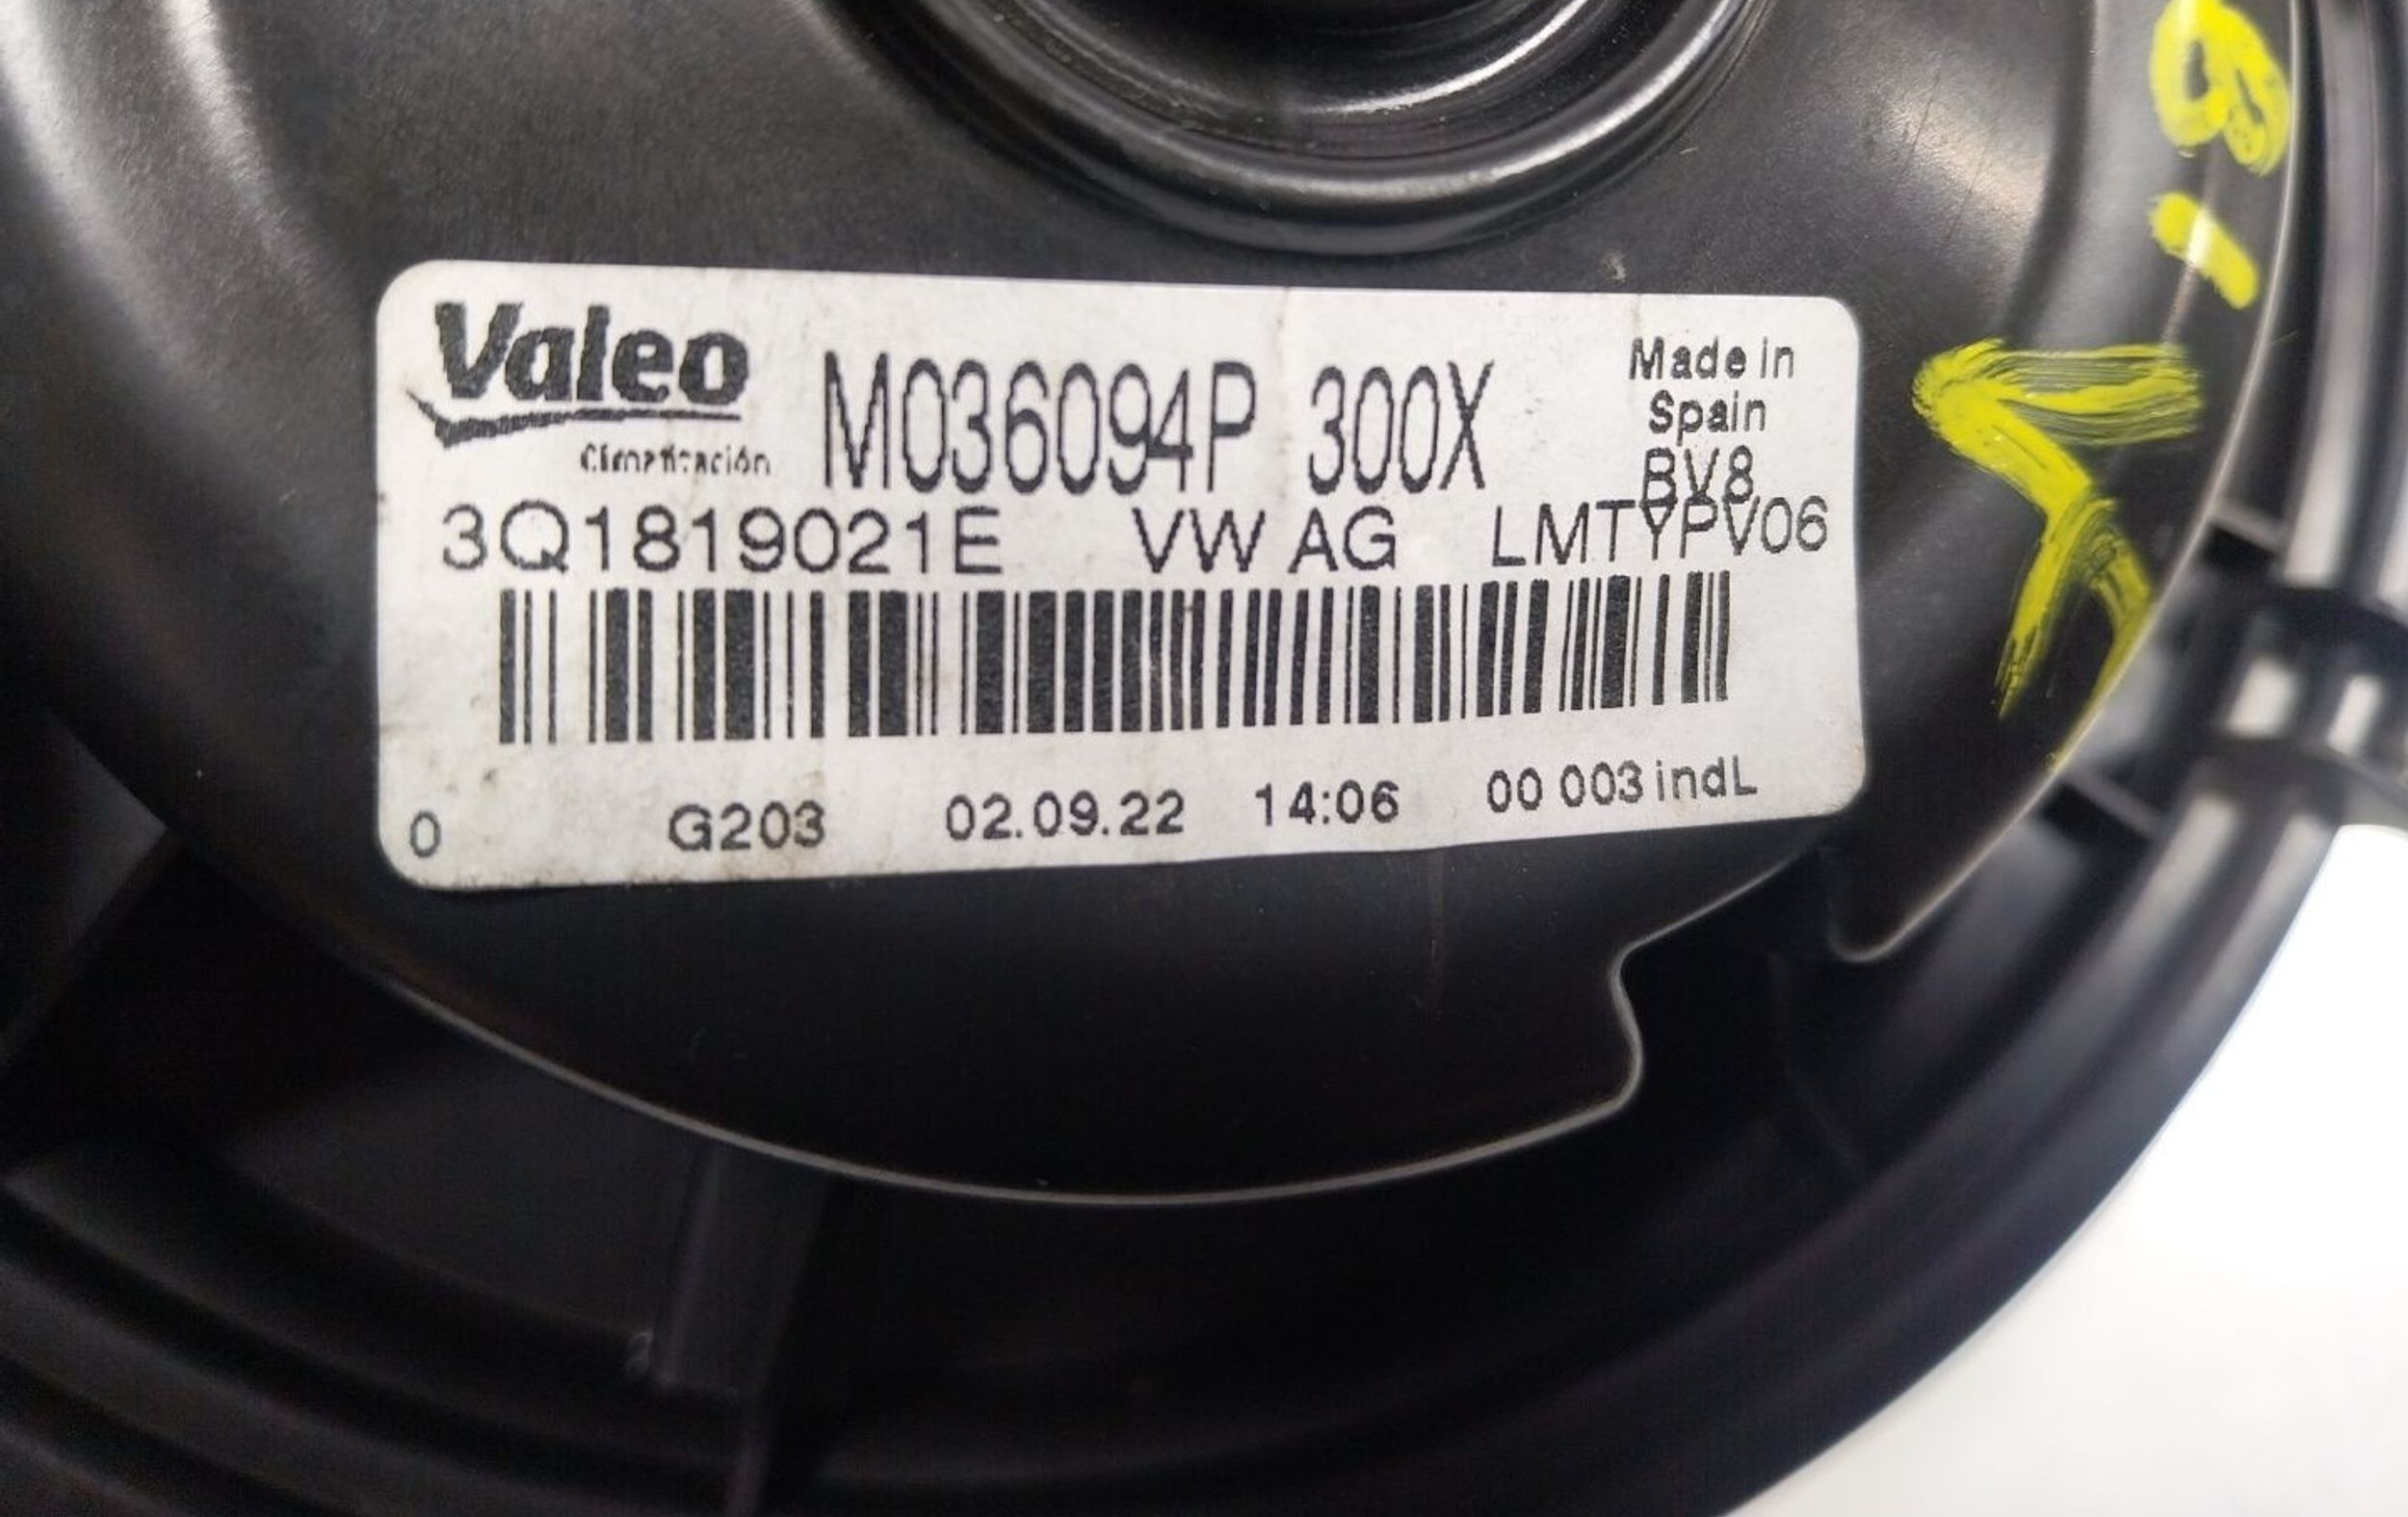 Valeo
Climatización
M036094P 300X
Made in
Spain
BV8
3Q1819021E VW AG LMTYPV06
0 G203 02.09.22 14:06 00 003 indL